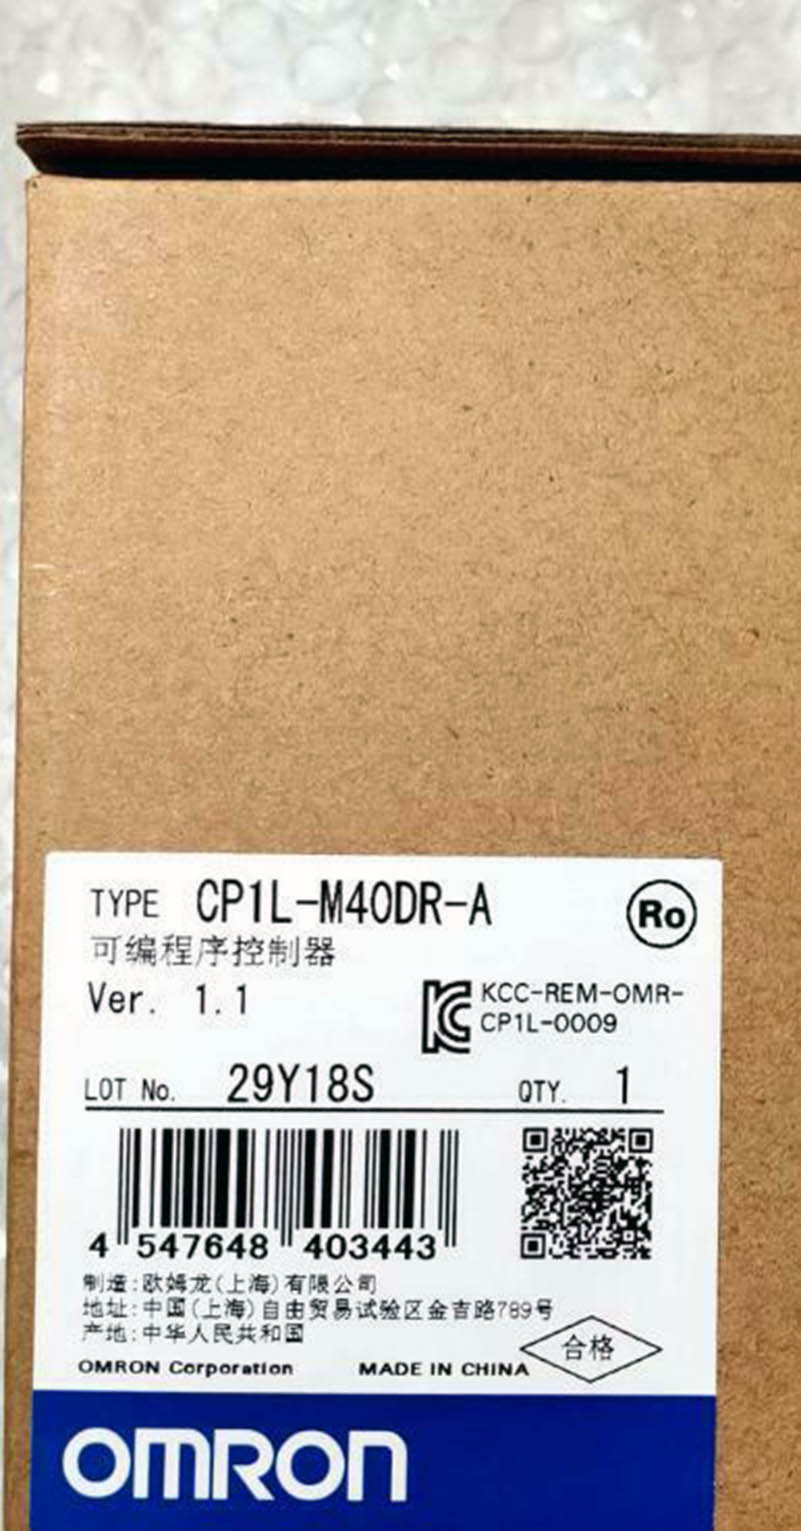 TYPE CP1L-M40DR-A
Ro
可编程序控制器
Ver. 1.1
KCC-REM-OMR-
CP1L-0009
LOT No. 29Y18S QTY. 1
4 547648 403443
制造:欧姆龙(上海)有限公司
地址:中国(上海)自由贸易试验区金吉路789号
产地:中华人民共和国
合格
OMRON Corporation MADE IN CHINA
OMRON